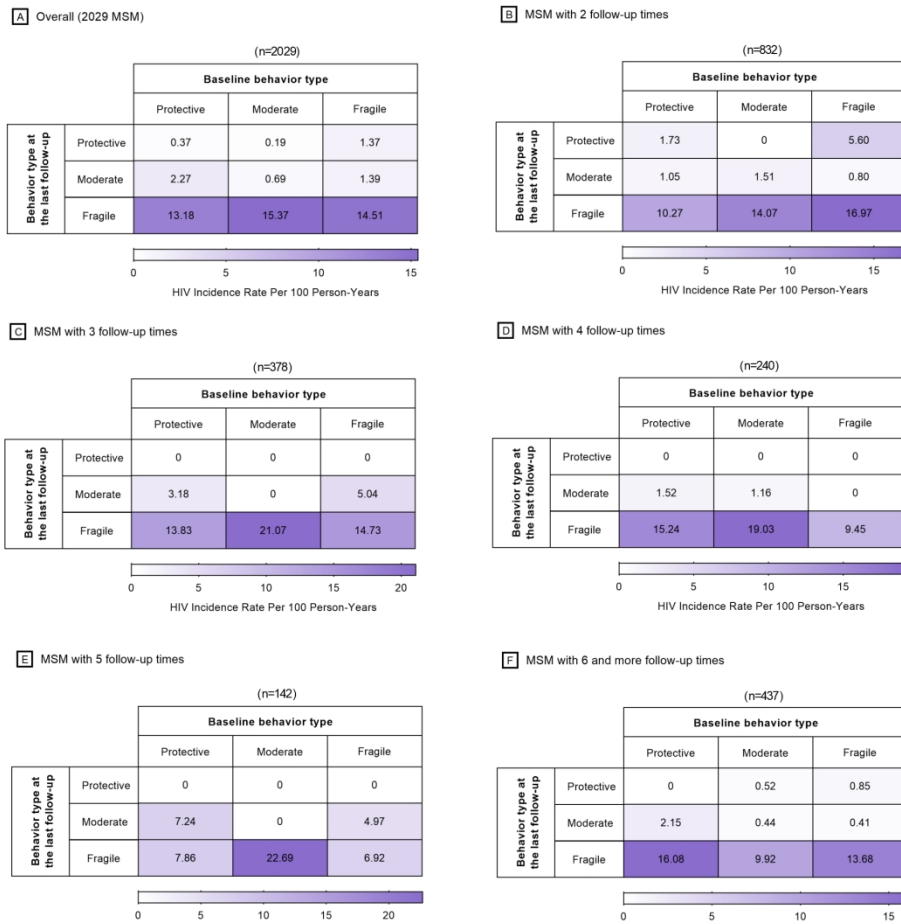 A Overall (2029 MSM)
(n=2029)
Baseline behavior type
Protective Moderate Fragile
Behavior type at
the last follow-up
Protective 0.37 0.19 1.37
Moderate 2.27 0.69 1.39
Fragile 13.18 15.37 14.51
0 5 10 15
HIV Incidence Rate Per 100 Person-Years
B MSM with 2 follow-up times
(n=832)
Baseline behavior type
Protective Moderate Fragile
Behavior type at
the last follow-up
Protective 1.73 0 5.60
Moderate 1.05 1.51 0.80
Fragile 10.27 14.07 16.97
0 5 10 15
HIV Incidence Rate Per 100 Person-Years
C MSM with 3 follow-up times
(n=378)
Baseline behavior type
Protective Moderate Fragile
Behavior type at
the last follow-up
Protective 0 0 0
Moderate 3.18 0 5.04
Fragile 13.83 21.07 14.73
0 5 10 15 20
HIV Incidence Rate Per 100 Person-Years
D MSM with 4 follow-up times
(n=240)
Baseline behavior type
Protective Moderate Fragile
Behavior type at
the last follow-up
Protective 0 0 0
Moderate 1.52 1.16 0
Fragile 15.24 19.03 9.45
0 5 10 15
HIV Incidence Rate Per 100 Person-Years
E MSM with 5 follow-up times
(n=142)
Baseline behavior type
Protective Moderate Fragile
Behavior type at
the last follow-up
Protective 0 0 0
Moderate 7.24 0 4.97
Fragile 7.86 22.69 6.92
0 5 10 15 20
F MSM with 6 and more follow-up times
(n=437)
Baseline behavior type
Protective Moderate Fragile
Behavior type at
the last follow-up
Protective 0 0.52 0.85
Moderate 2.15 0.44 0.41
Fragile 16.08 9.92 13.68
0 5 10 15